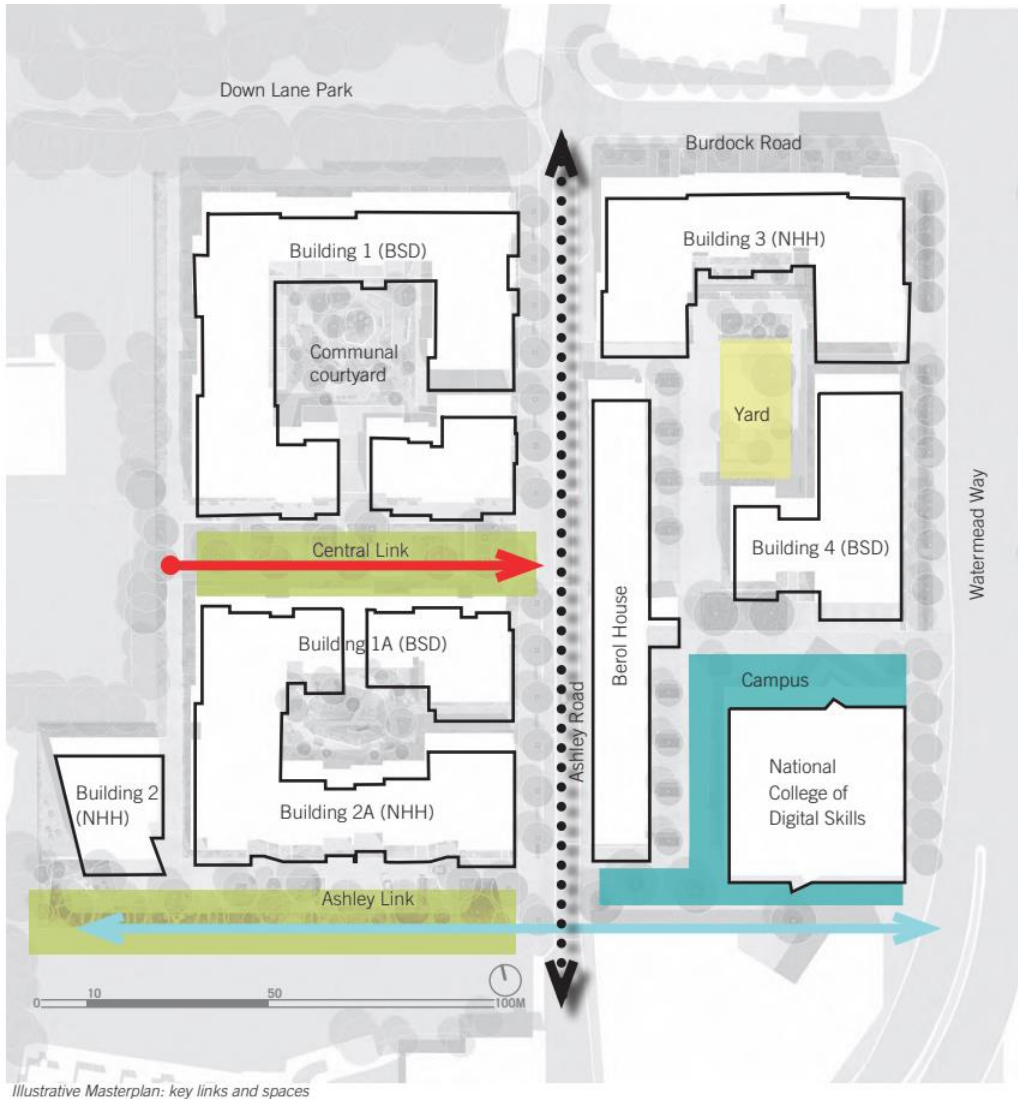 Down Lane Park
Burdock Road
Building 1 (BSD)
Building 3 (NHH)
Communal
courtyard
Yard
Watermead Way
Central Link
Building 4 (BSD)
Berol House
Building 1A (BSD)
Ashley Road
Campus
National
College of
Digital Skills
Building 2
(NHH)
Building 2A (NHH)
Ashley Link
0 10 50 100M
Illustrative Masterplan: key links and spaces